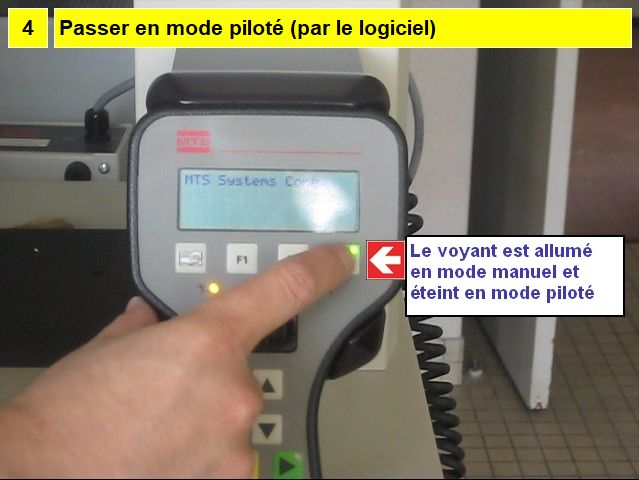 4 Passer en mode piloté (par le logiciel)
MTS
MTS Systems
F1
Le voyant est allumé
en mode manuel et
éteint en mode piloté